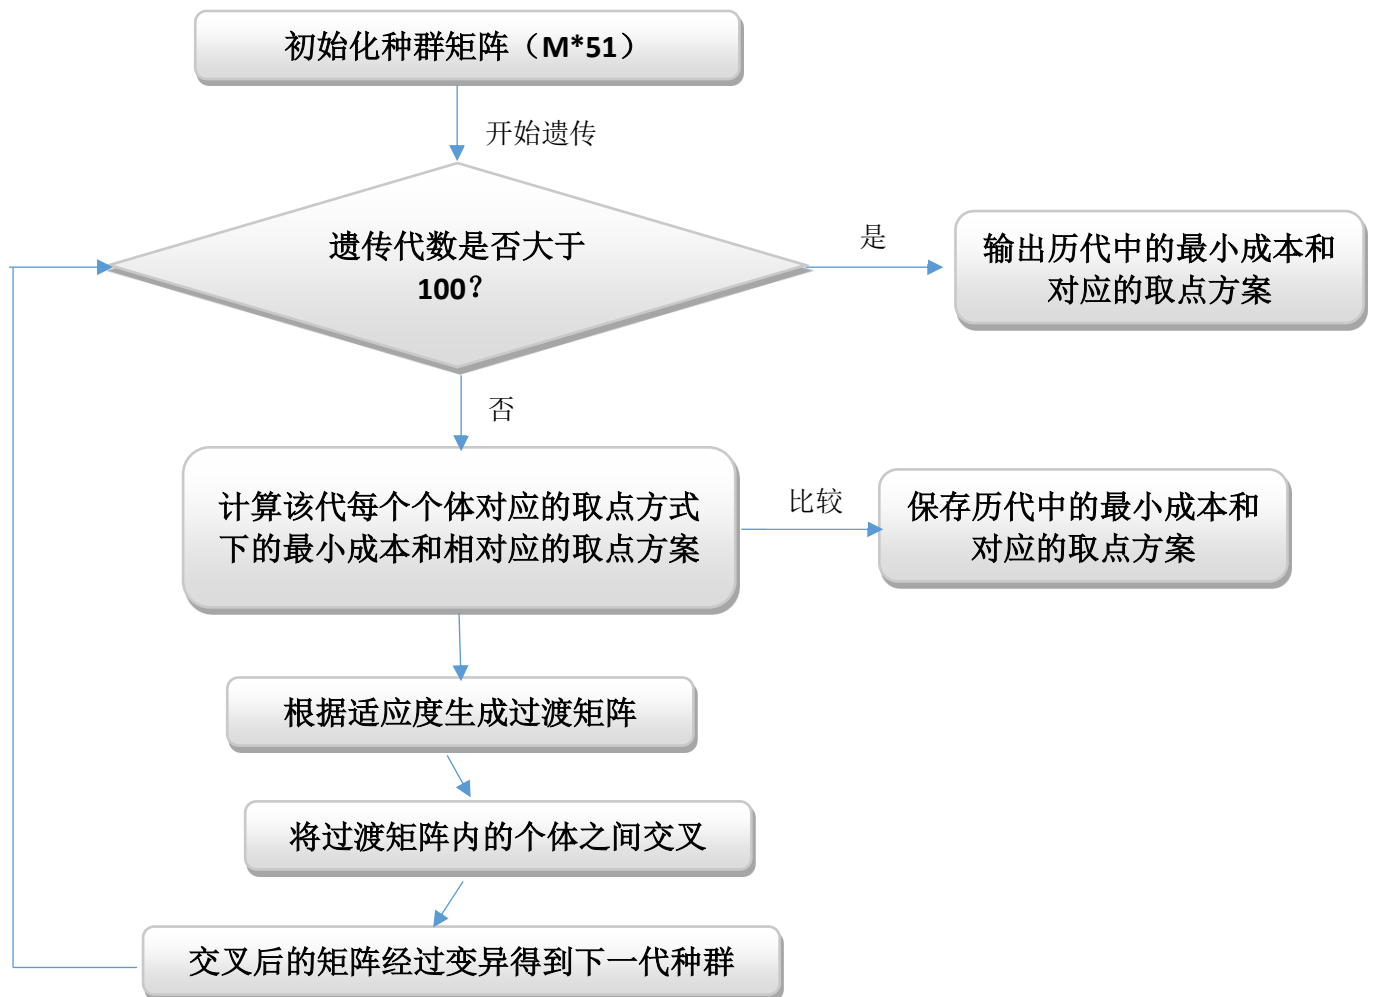 初始化种群矩阵（M*51）
开始遗传
遗传代数是否大于
100？
是
输出历代中的最小成本和
对应的取点方案
否
计算该代每个个体对应的取点方式
下的最小成本和相对应的取点方案
比较
保存历代中的最小成本和
对应的取点方案
根据适应度生成过渡矩阵
将过渡矩阵内的个体之间交叉
交叉后的矩阵经过变异得到下一代种群